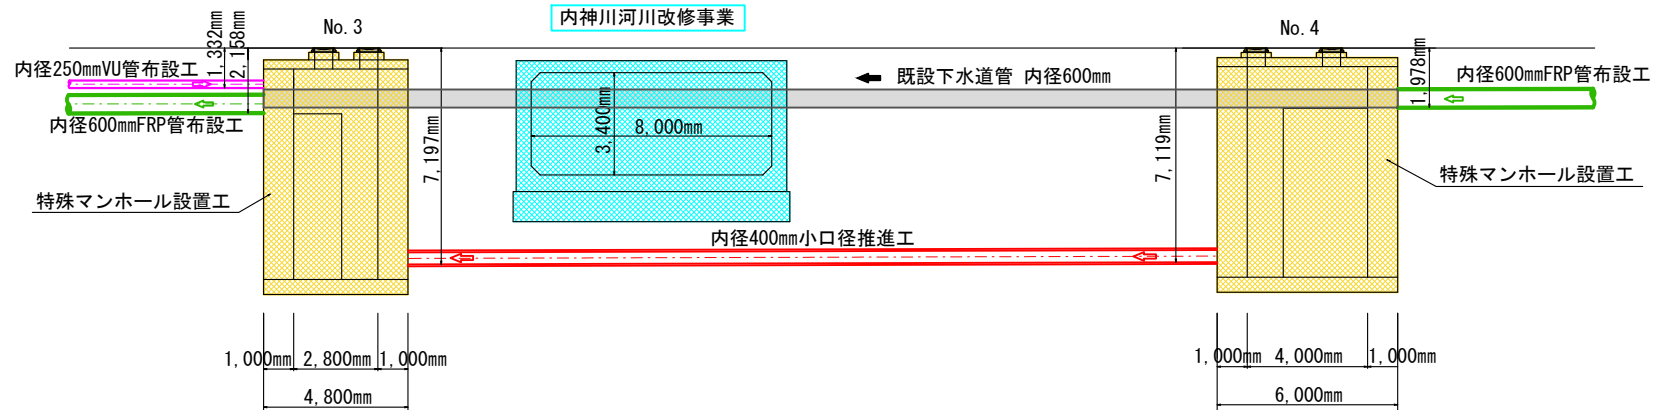 内神川河川改修事業
No.3
No.4
1,332mm
2,158mm
内径250mmVU管布設工
内径600mmFRP管布設工
← 既設下水道管 内径600mm
1,978mm
内径600mmFRP管布設工
3,400mm
8,000mm
7,197mm
7,119mm
特殊マンホール設置工
特殊マンホール設置工
内径400mm小口径推進工
1,000mm 2,800mm 1,000mm
4,800mm
1,000mm 4,000mm 1,000mm
6,000mm